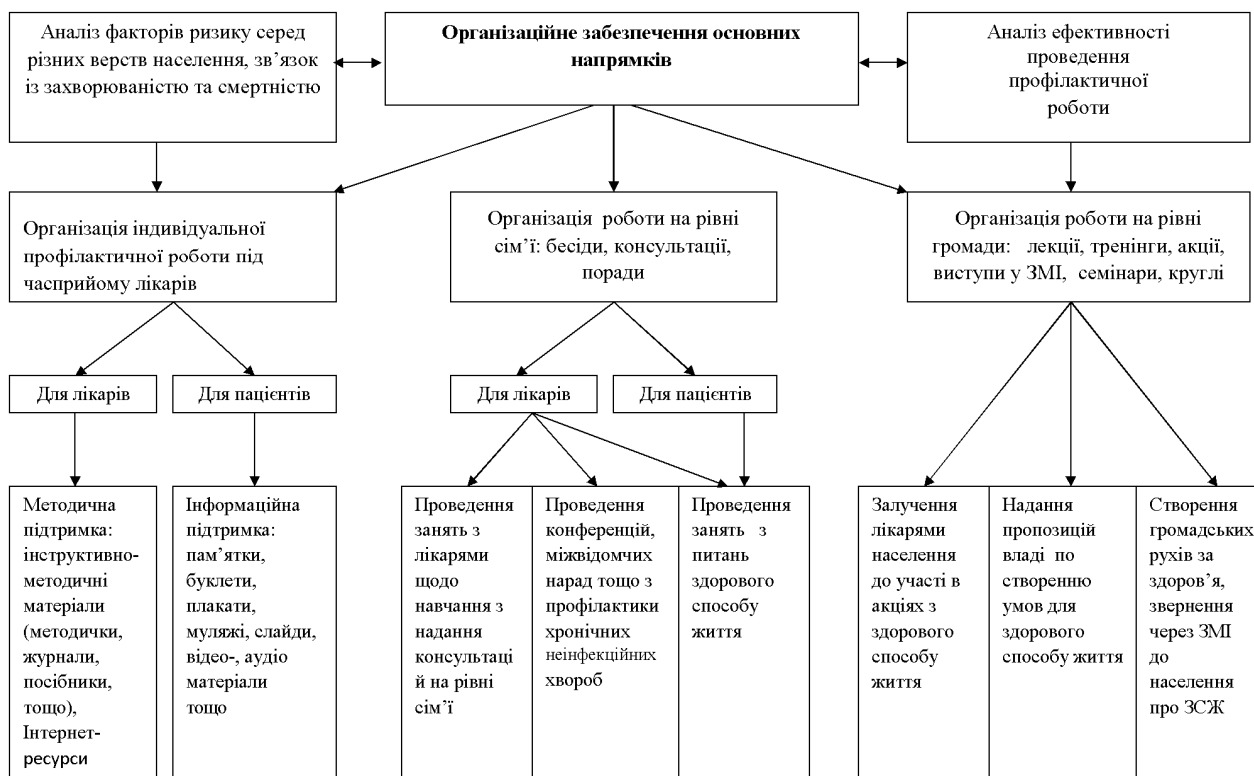 Аналіз факторів ризику серед
різних верств населення, зв’язок
із захворюваністю та смертністю
Організаційне забезпечення основних
напрямків
Аналіз ефективності
проведення
профілактичної
роботи
Організація індивідуальної
профілактичної роботи під
часприйому лікарів
Організація роботи на рівні
сім’ї: бесіди, консультації,
поради
Організація роботи на рівні
громади: лекції, тренінги, акції,
виступи у ЗМІ, семінари, круглі
Для лікарів
Для пацієнтів
Для лікарів
Для пацієнтів
Методична
підтримка:
інструктивно-
методичні
матеріали
(методички,
журнали,
посібники,
тощо),
Інтернет-
ресурси
Інформаційна
підтримка:
пам’ятки,
буклети,
плакати,
муляжі, слайди,
відео-, аудіо
матеріали
тощо
Проведення
занять з
лікарями
щодо
навчання з
надання
консультаці
й на рівні
сім’ї
Проведення
конференцій,
міжвідомчих
нарад тощо з
профілактики
хронічних
неінфекційних
хвороб
Проведення
занять з
питань
здорового
способу
життя
Залучення
лікарями
населення
до участі в
акціях з
здорового
способу
життя
Надання
пропозицій
владі по
створенню
умов для
здорового
способу життя
Створення
громадських
рухів за
здоров’я,
звернення
через ЗМІ
до
населення
про ЗСЖ